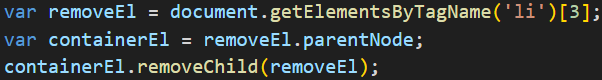 var removeEl = document.getElementsByTagName('li')[3];
var containerEl = removeEl.parentNode;
containerEl.removeChild(removeEl);